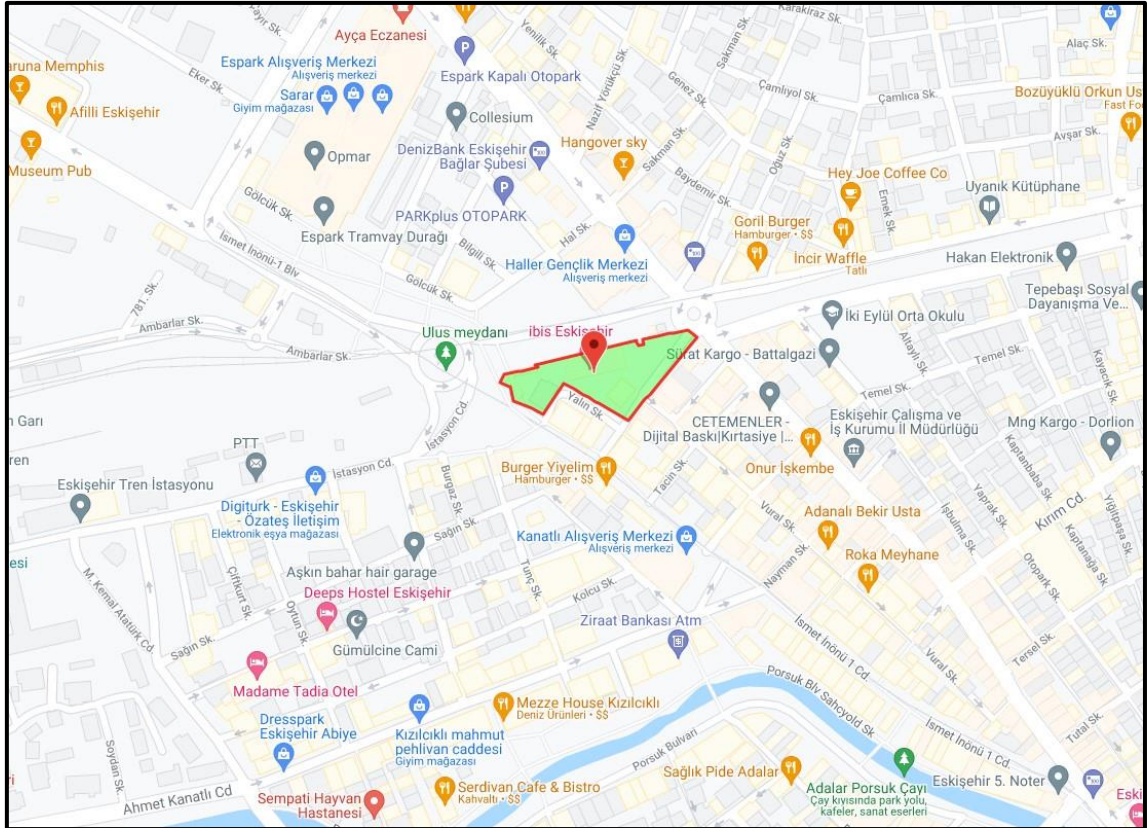 Karakiraz Sk.
Alaç Sk.
Ayça Eczanesi
Yenilik Sk.
Sakman Sk.
aruna Memphis
Eker Sk.
Espark Alışveriş Merkezi
Alışveriş merkezi
Sarar
Giyim mağazası
Espark Kapalı Otopark
Genez Sk.
Nazif Yörükçü Sk.
Çamlıyol Sk.
Çamlıca Sk.
Bozüyüklü Orkun Us
Fast Foo
Afilli Eskişehir
Collesium
Avşar Sk.
Museum Pub
Opmar
DenizBank Eskişehir
Bağlar Şubesi
Hangover sky
Sakman Sk.
Oğuz Sk.
Baydemir Sk.
Hey Joe Coffee Co
Emek Sk.
Uyanık Kütüphane
Gölcük Sk.
PARKplus OTOPARK
Espark Tramvay Durağı
Hal Sk.
Goril Burger
Hamburger • $$
İncir Waffle
Tatlı
Bilgili Sk.
İsmet İnönü-1 Blv
Haller Gençlik Merkezi
Alışveriş merkezi
Hakan Elektronik
Gölcük Sk.
781. Sk.
Tepebaşı Sosyal
Dayanışma Ve...
Ambarlar Sk.
Ulus meydanı
ibis Eskişehir
İki Eylül Orta Okulu
Ambarlar Sk.
Sürat Kargo - Battalgazi
Altaylı Sk.
Temel Sk.
Kayacık Sk.
Temel Sk.
Yalın Sk.
İstasyon Cd.
n Garı
CETEMENLER -
Dijital Baskı|Kırtasiye |...
Eskişehir Çalışma ve
İş Kurumu İl Müdürlüğü
Mng Kargo - Dorlion
ren
PTT
İstasyon Cd.
Burger Yiyelim
Hamburger • $$
Tacin Sk.
Onur İşkembe
Kaptanbaba Sk.
Eskişehir Tren İstasyonu
Burgaz Sk.
Yaprak Sk.
Kırım Cd.
Yiğitpaşa Sk.
Digiturk - Eskişehir
- Özateş İletişim
Elektronik eşya mağazası
Sağın Sk.
Vural Sk.
Adanalı Bekir Usta
İşbulma Sk.
Kaptanağa Sk.
Kanatlı Alışveriş Merkezi
Alışveriş merkezi
esi
Aşkın bahar hair garage
Tunç Sk.
Nayman Sk.
Roka Meyhane
Otopark Sk.
M. Kemal Atatürk Cd
Çiftkurt Sk.
Deeps Hostel Eskişehir
Kolcu Sk.
Oytun Sk.
Gümülcine Cami
Ziraat Bankası Atm
İsmet İnönü 1 Cd.
Tersel Sk.
Sağın Sk.
Vural Sk.
Madame Tadia Otel
Porsuk Blv Sahcyold Sk
Mezze House Kızılcıklı
Deniz Ürünleri • $$
Dresspark
Eskişehir Abiye
Kızılcıklı mahmut
pehlivan caddesi
Giyim mağazası
İsmet İnönü 1 Cd.
Tutal Sk.
Soydan Sk.
Porsuk Bulvarı
Sağlık Pide Adalar
Adalar Porsuk Çayı
Çay kıyısında park yolu,
kafeler, sanat eserleri
Eskişehir 5. Noter
Serdivan Cafe & Bistro
Kahvaltı • $$
Ahmet Kanatlı Cd
Sempati Hayvan
Hastanesi
Eski